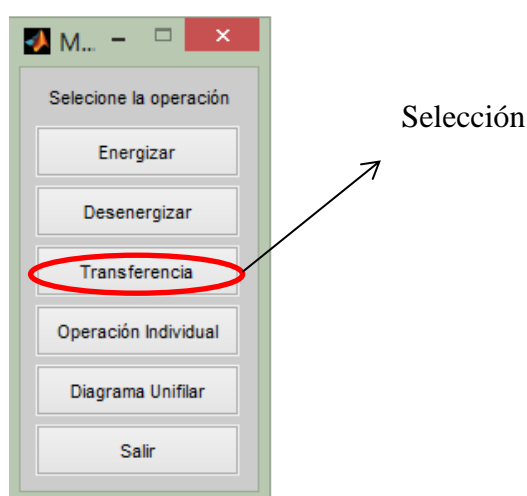 M...
Selecione la operación
Selección
Energizar
Desenergizar
Transferencia
Operación Individual
Diagrama Unifilar
Salir